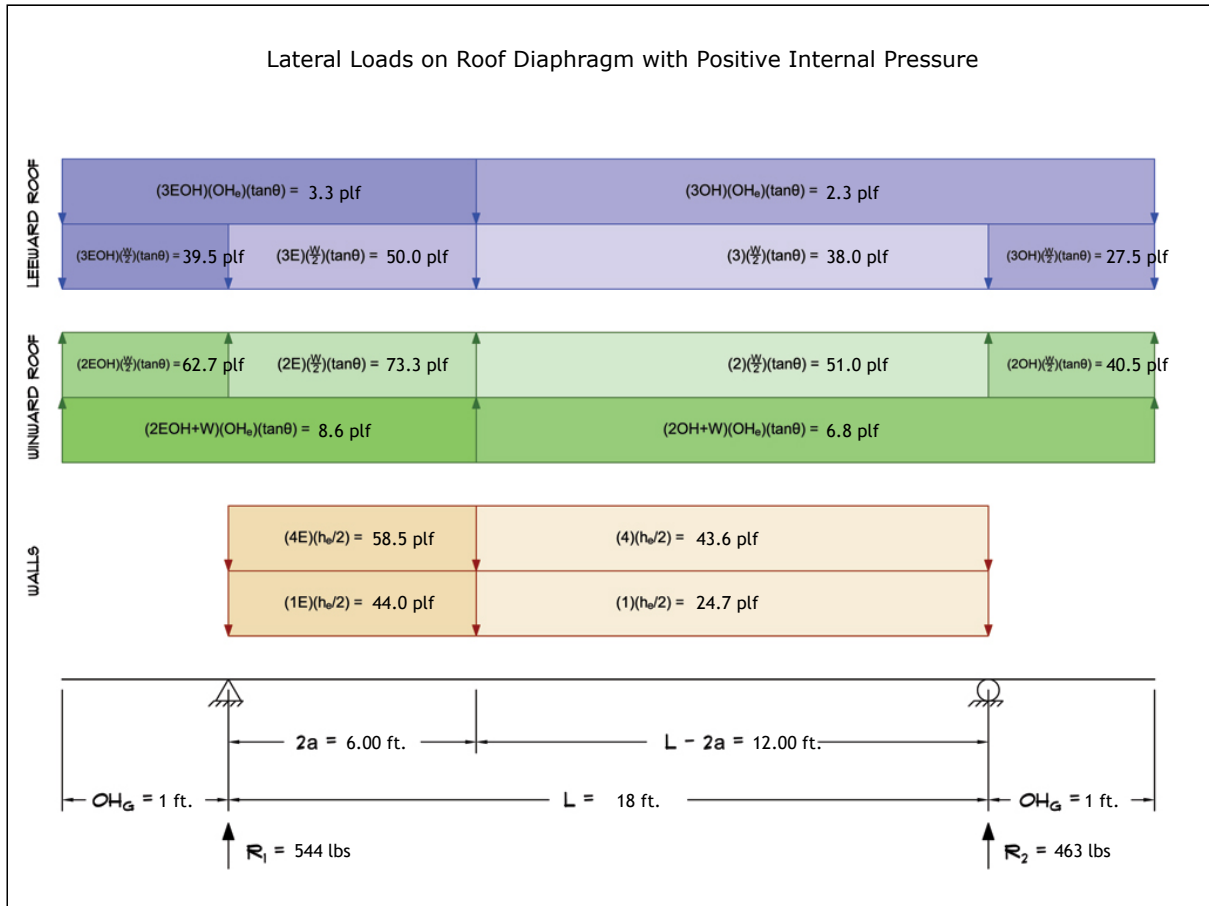 Lateral Loads on Roof Diaphragm with Positive Internal Pressure
LEEWARD ROOF
(3EOH)(OHₑ)(tanθ) = 3.3 plf
(3OH)(OHₑ)(tanθ) = 2.3 plf
(3EOH)(W/2)(tanθ) = 39.5 plf
(3E)(W/2)(tanθ) = 50.0 plf
(3)(W/2)(tanθ) = 38.0 plf
(3OH)(W/2)(tanθ) = 27.5 plf
WINWARD ROOF
(2EOH)(W/2)(tanθ) = 62.7 plf
(2E)(W/2)(tanθ) = 73.3 plf
(2)(W/2)(tanθ) = 51.0 plf
(2OH)(W/2)(tanθ) = 40.5 plf
(2EOH+W)(OHₑ)(tanθ) = 8.6 plf
(2OH+W)(OHₑ)(tanθ) = 6.8 plf
WALLS
(4E)(hₑ/2) = 58.5 plf
(4)(hₑ/2) = 43.6 plf
(1E)(hₑ/2) = 44.0 plf
(1)(hₑ/2) = 24.7 plf
2a = 6.00 ft.
L - 2a = 12.00 ft.
OH_G = 1 ft.
L = 18 ft.
OH_G = 1 ft.
R₁ = 544 lbs
R₂ = 463 lbs